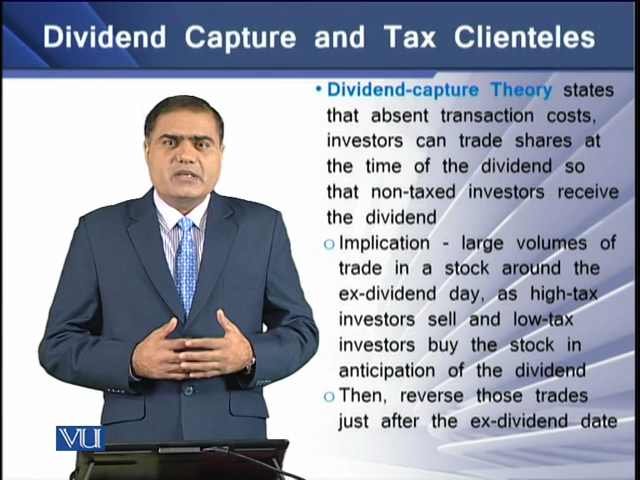 Dividend Capture and Tax Clienteles
• Dividend-capture Theory states
that absent transaction costs,
investors can trade shares at
the time of the dividend so
that non-taxed investors receive
the dividend
o Implication - large volumes of
trade in a stock around the
ex-dividend day, as high-tax
investors sell and low-tax
investors buy the stock in
anticipation of the dividend
o Then, reverse those trades
just after the ex-dividend date
VU